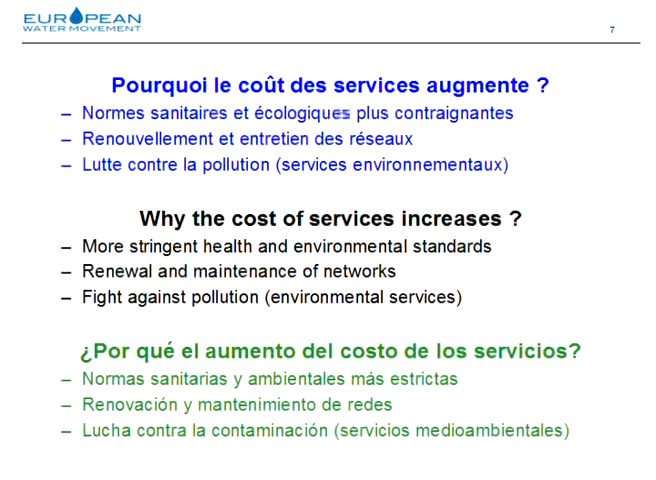 EUROPEAN
WATER MOVEMENT
7
Pourquoi le coût des services augmente ?
– Normes sanitaires et écologiques plus contraignantes
– Renouvellement et entretien des réseaux
– Lutte contre la pollution (services environnementaux)
Why the cost of services increases ?
– More stringent health and environmental standards
– Renewal and maintenance of networks
– Fight against pollution (environmental services)
¿Por qué el aumento del costo de los servicios?
– Normas sanitarias y ambientales más estrictas
– Renovación y mantenimiento de redes
– Lucha contra la contaminación (servicios medioambientales)